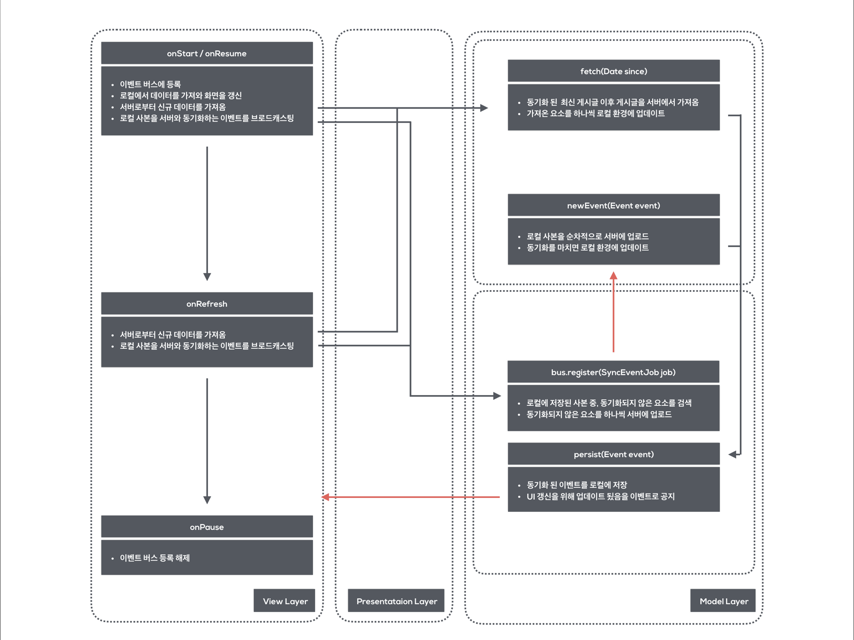 onStart / onResume
• 이벤트 버스에 등록
• 로컬에서 데이터를 가져와 화면을 갱신
• 서버로부터 신규 데이터를 가져옴
• 로컬 사본을 서버와 동기화하는 이벤트를 브로드캐스팅
onRefresh
• 서버로부터 신규 데이터를 가져옴
• 로컬 사본을 서버와 동기화하는 이벤트를 브로드캐스팅
onPause
• 이벤트 버스 등록 해제
View Layer
Presentataion Layer
fetch(Date since)
• 동기화 된 최신 게시글 이후 게시글을 서버에서 가져옴
• 가져온 요소를 하나씩 로컬 환경에 업데이트
newEvent(Event event)
• 로컬 사본을 순차적으로 서버에 업로드
• 동기화를 마치면 로컬 환경에 업데이트
bus.register(SyncEventJob job)
• 로컬에 저장된 사본 중, 동기화되지 않은 요소를 검색
• 동기화되지 않은 요소를 하나씩 서버에 업로드
persist(Event event)
• 동기화 된 이벤트를 로컬에 저장
• UI 갱신을 위해 업데이트 됬음을 이벤트로 공지
Model Layer